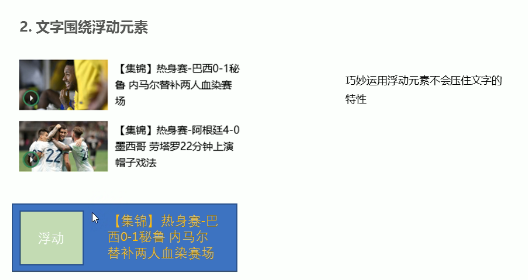 2. 文字围绕浮动元素
【集锦】热身赛-巴西0-1秘
鲁 内马尔替补两人血染赛
场
巧妙运用浮动元素不会压住文字的
特性
【集锦】热身赛-阿根廷4-0
墨西哥 劳塔罗22分钟上演
帽子戏法
浮动
【集锦】热身赛-巴
西0-1秘鲁 内马尔
替补两人血染赛场